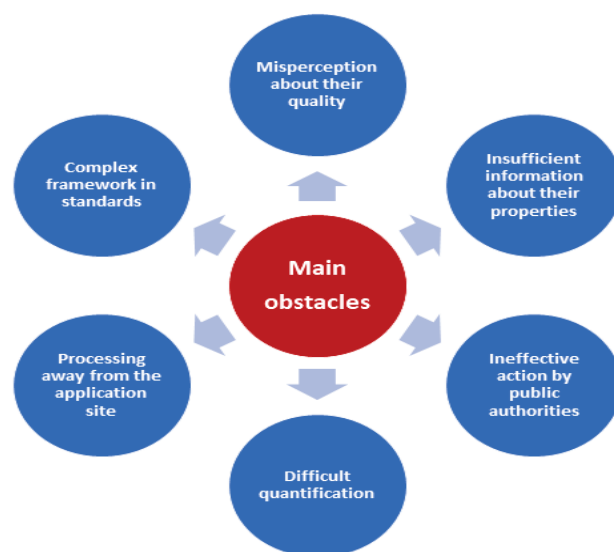 Misperception
about their
quality
Insufficient
information
about their
properties
Ineffective
action by
public
authorities
Difficult
quantification
Processing
away from the
application
site
Complex
framework in
standards
Main
obstacles